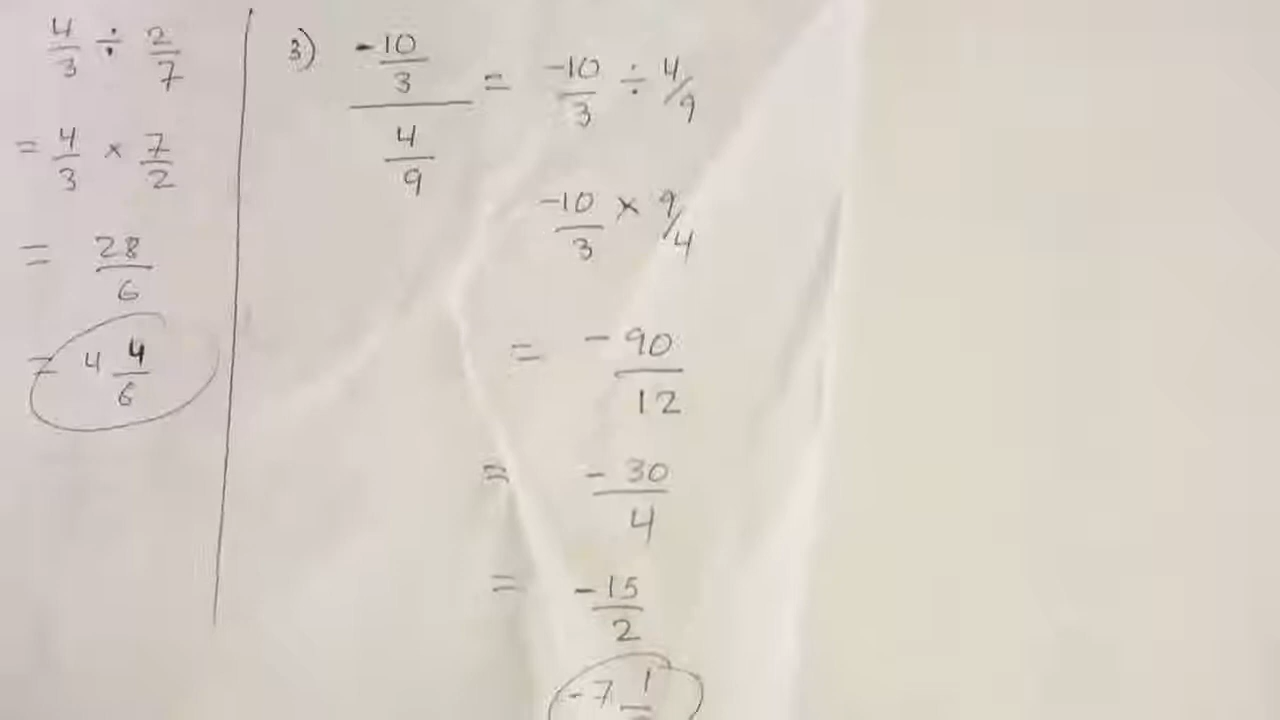 4/3 ÷ 2/7
= 4/3 × 7/2
= 28/6
= 4 4/6
3) -10/3 / 4/9 = -10/3 ÷ 4/9
-10/3 × 9/4
= -90/12
= -30/4
= -15/2
-7 1